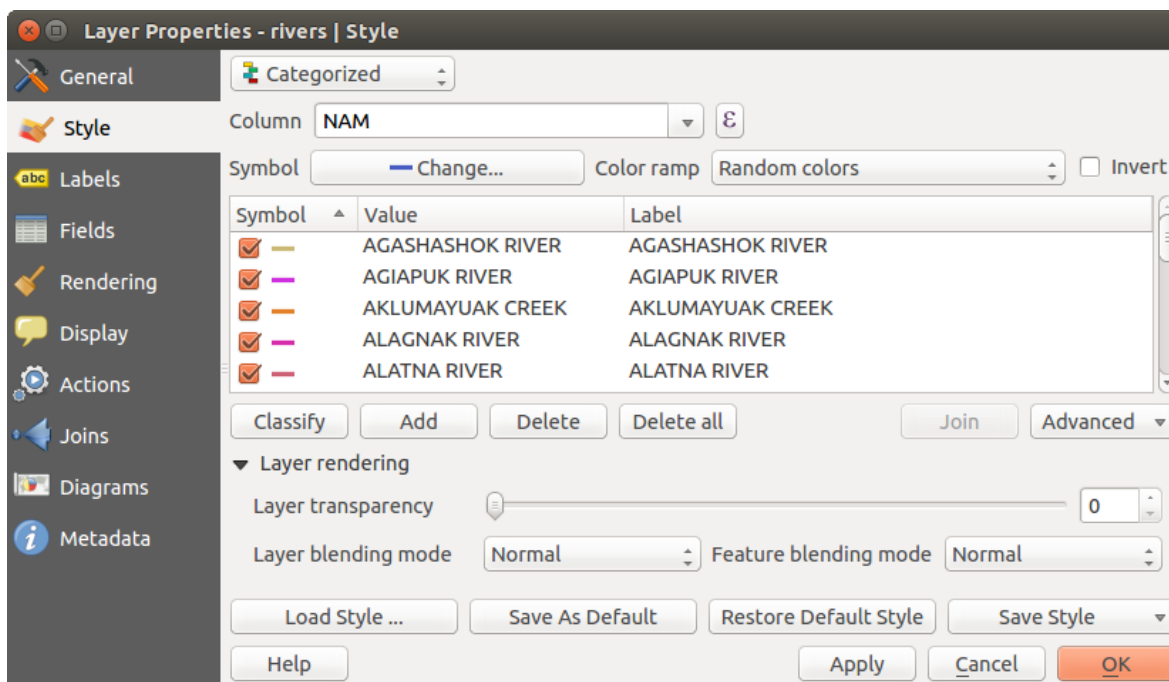 Layer Properties - rivers | Style
General
Style
abc Labels
Fields
Rendering
Display
Actions
Joins
Diagrams
i Metadata
Categorized
Column NAM ε
Symbol Change... Color ramp Random colors Invert
Symbol Value Label
AGASHASHOK RIVER AGASHASHOK RIVER
AGIAPUK RIVER AGIAPUK RIVER
AKLUMAYUAK CREEK AKLUMAYUAK CREEK
ALAGNAK RIVER ALAGNAK RIVER
ALATNA RIVER ALATNA RIVER
Classify Add Delete Delete all Join Advanced
Layer rendering
Layer transparency 0
Layer blending mode Normal Feature blending mode Normal
Load Style ... Save As Default Restore Default Style Save Style
Help Apply Cancel OK